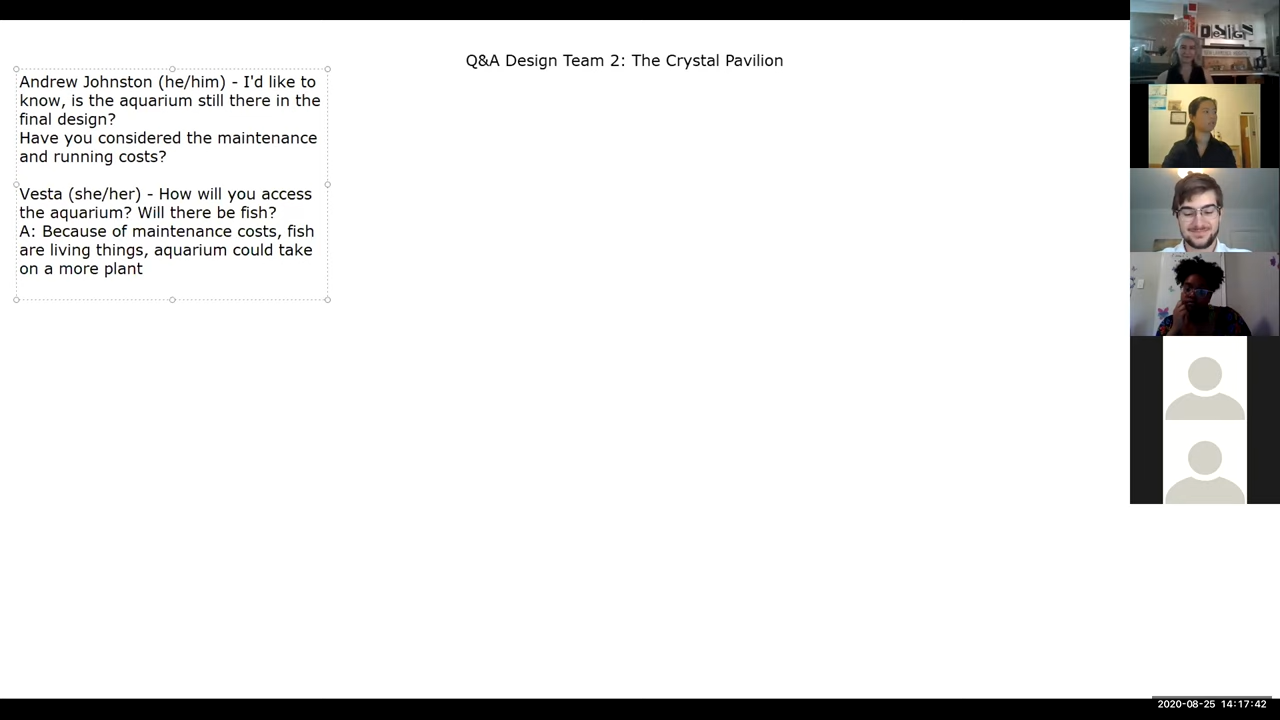 Q&A Design Team 2: The Crystal Pavilion
Andrew Johnston (he/him) - I'd like to
know, is the aquarium still there in the
final design?
Have you considered the maintenance
and running costs?
Vesta (she/her) - How will you access
the aquarium? Will there be fish?
A: Because of maintenance costs, fish
are living things, aquarium could take
on a more plant
Design
2020-08-25 14:17:42